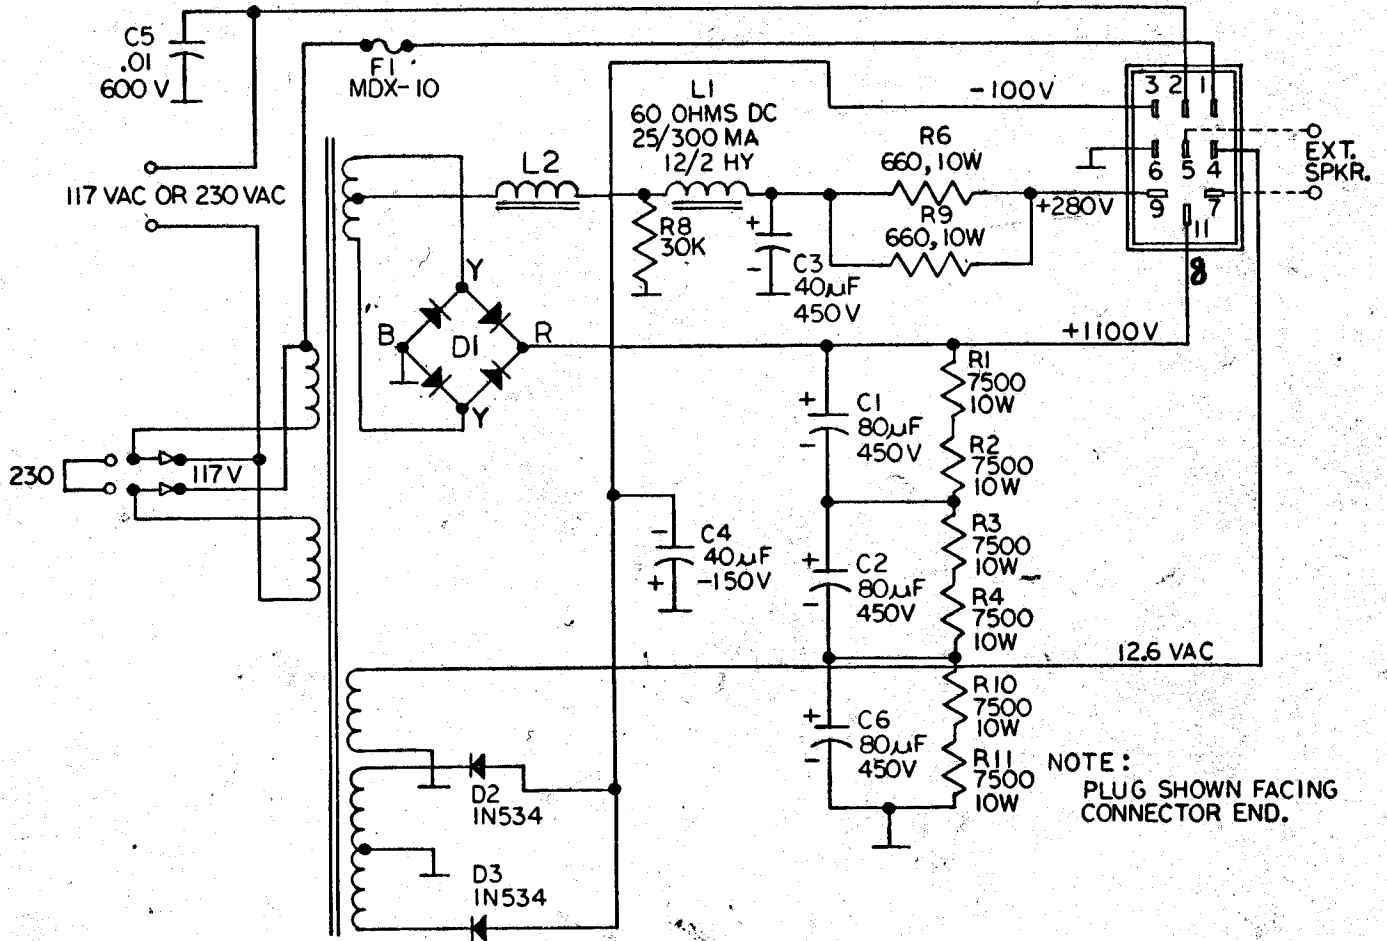 C5
.01
600 V
F1
MDX-10
117 VAC OR 230 VAC
L2
L1
60 OHMS DC
25/300 MA
12/2 HY
R8
30K
+
-
C3
40µF
450V
R6
660, 10W
R9
660, 10W
-100V
+280V
3 2 1
6 5 4
9 7
11
8
EXT.
SPKR.
Y
B D1 R
Y
+1100V
230
117V
+
-
C1
80µF
450V
R1
7500
10W
R2
7500
10W
-
+
C4
40µF
-150V
+
-
C2
80µF
450V
R3
7500
10W
R4
7500
10W
12.6 VAC
+
-
C6
80µF
450V
R10
7500
10W
R11
7500
10W
D2
1N534
D3
1N534
NOTE:
PLUG SHOWN FACING
CONNECTOR END.